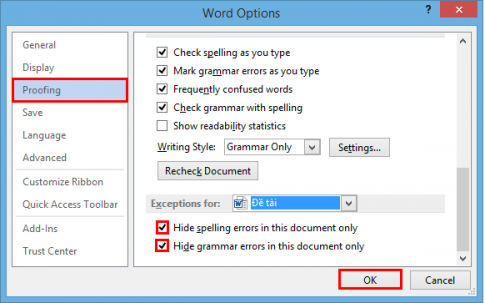 Word Options
?
General
Display
Proofing
Save
Language
Advanced
Customize Ribbon
Quick Access Toolbar
Add-Ins
Trust Center
Check spelling as you type
Mark grammar errors as you type
Frequently confused words
Check grammar with spelling
Show readability statistics
Writing Style: Grammar Only Settings...
Recheck Document
Exceptions for: Đề tài
Hide spelling errors in this document only
Hide grammar errors in this document only
OK Cancel